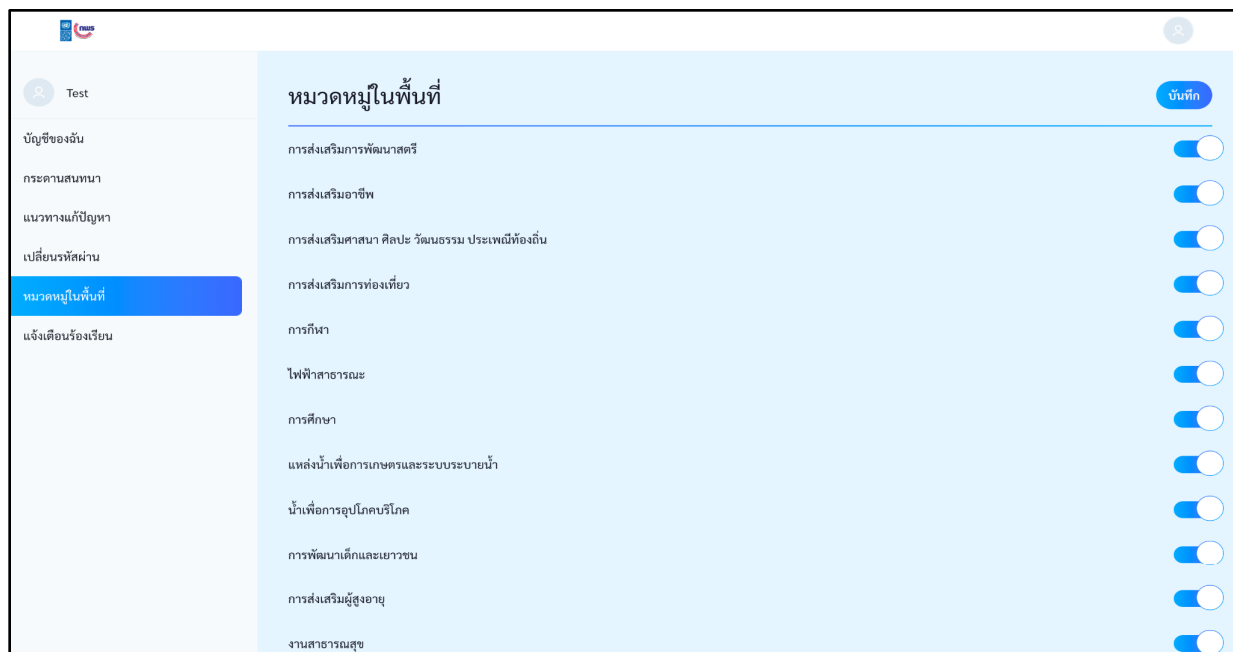 กพส
Test
บัญชีของฉัน
กระดานสนทนา
แนวทางแก้ปัญหา
เปลี่ยนรหัสผ่าน
หมวดหมู่ในพื้นที่
แจ้งเตือนร้องเรียน
หมวดหมู่ในพื้นที่
บันทึก
การส่งเสริมการพัฒนาสตรี
การส่งเสริมอาชีพ
การส่งเสริมศาสนา ศิลปะ วัฒนธรรม ประเพณีท้องถิ่น
การส่งเสริมการท่องเที่ยว
การกีฬา
ไฟฟ้าสาธารณะ
การศึกษา
แหล่งน้ำเพื่อการเกษตรและระบบระบายน้ำ
น้ำเพื่อการอุปโภคบริโภค
การพัฒนาเด็กและเยาวชน
การส่งเสริมผู้สูงอายุ
งานสาธารณสุข